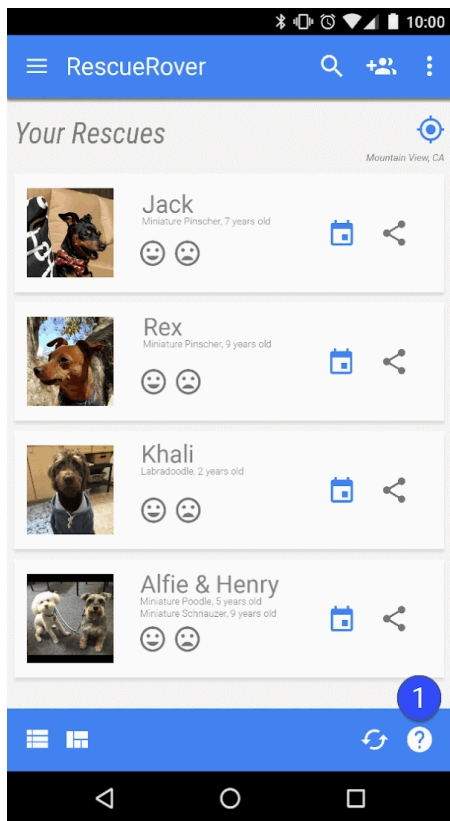 10:00
RescueRover
Your Rescues
Mountain View, CA
Jack
Miniature Pinscher, 7 years old
Rex
Miniature Pinscher, 9 years old
Khali
Labradoodle, 2 years old
Alfie & Henry
Miniature Poodle, 5 years old
Miniature Schnauzer, 9 years old
1
?